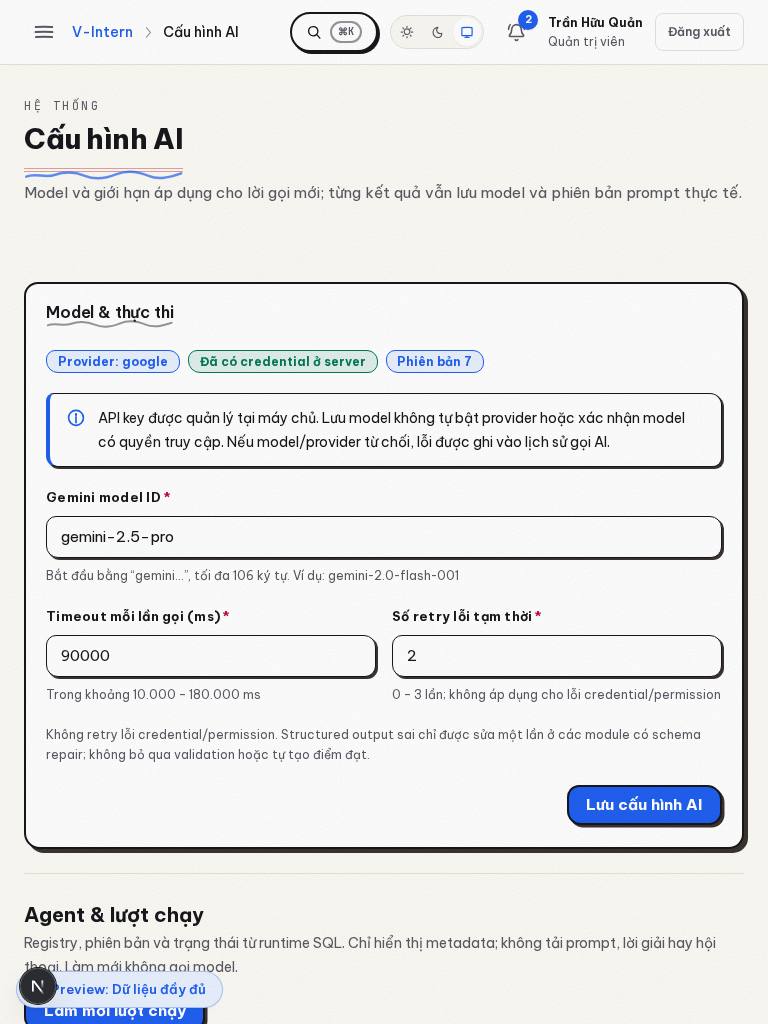 V-Intern
Cấu hình AI
⌘K
2
Trần Hữu Quản
Quản trị viên
Đăng xuất
HỆ THỐNG
Cấu hình AI
Model và giới hạn áp dụng cho lời gọi mới; từng kết quả vẫn lưu model và phiên bản prompt thực tế.
Model & thực thi
Provider: google
Đã có credential ở server
Phiên bản 7
API key được quản lý tại máy chủ. Lưu model không tự bật provider hoặc xác nhận model
có quyền truy cập. Nếu model/provider từ chối, lỗi được ghi vào lịch sử gọi AI.
Gemini model ID *
gemini-2.5-pro
Bắt đầu bằng “gemini...”, tối đa 106 ký tự. Ví dụ: gemini-2.0-flash-001
Timeout mỗi lần gọi (ms) *
90000
Trong khoảng 10.000 – 180.000 ms
Số retry lỗi tạm thời *
2
0 – 3 lần; không áp dụng cho lỗi credential/permission
Không retry lỗi credential/permission. Structured output sai chỉ được sửa một lần ở các module có schema
repair; không bỏ qua validation hoặc tự tạo điểm đạt.
Lưu cấu hình AI
Agent & lượt chạy
Registry, phiên bản và trạng thái từ runtime SQL. Chỉ hiển thị metadata; không tải prompt, lời giải hay hội
thoại. Làm mới không gọi model.
N
Preview: Dữ liệu đầy đủ
Làm mới lượt chạy